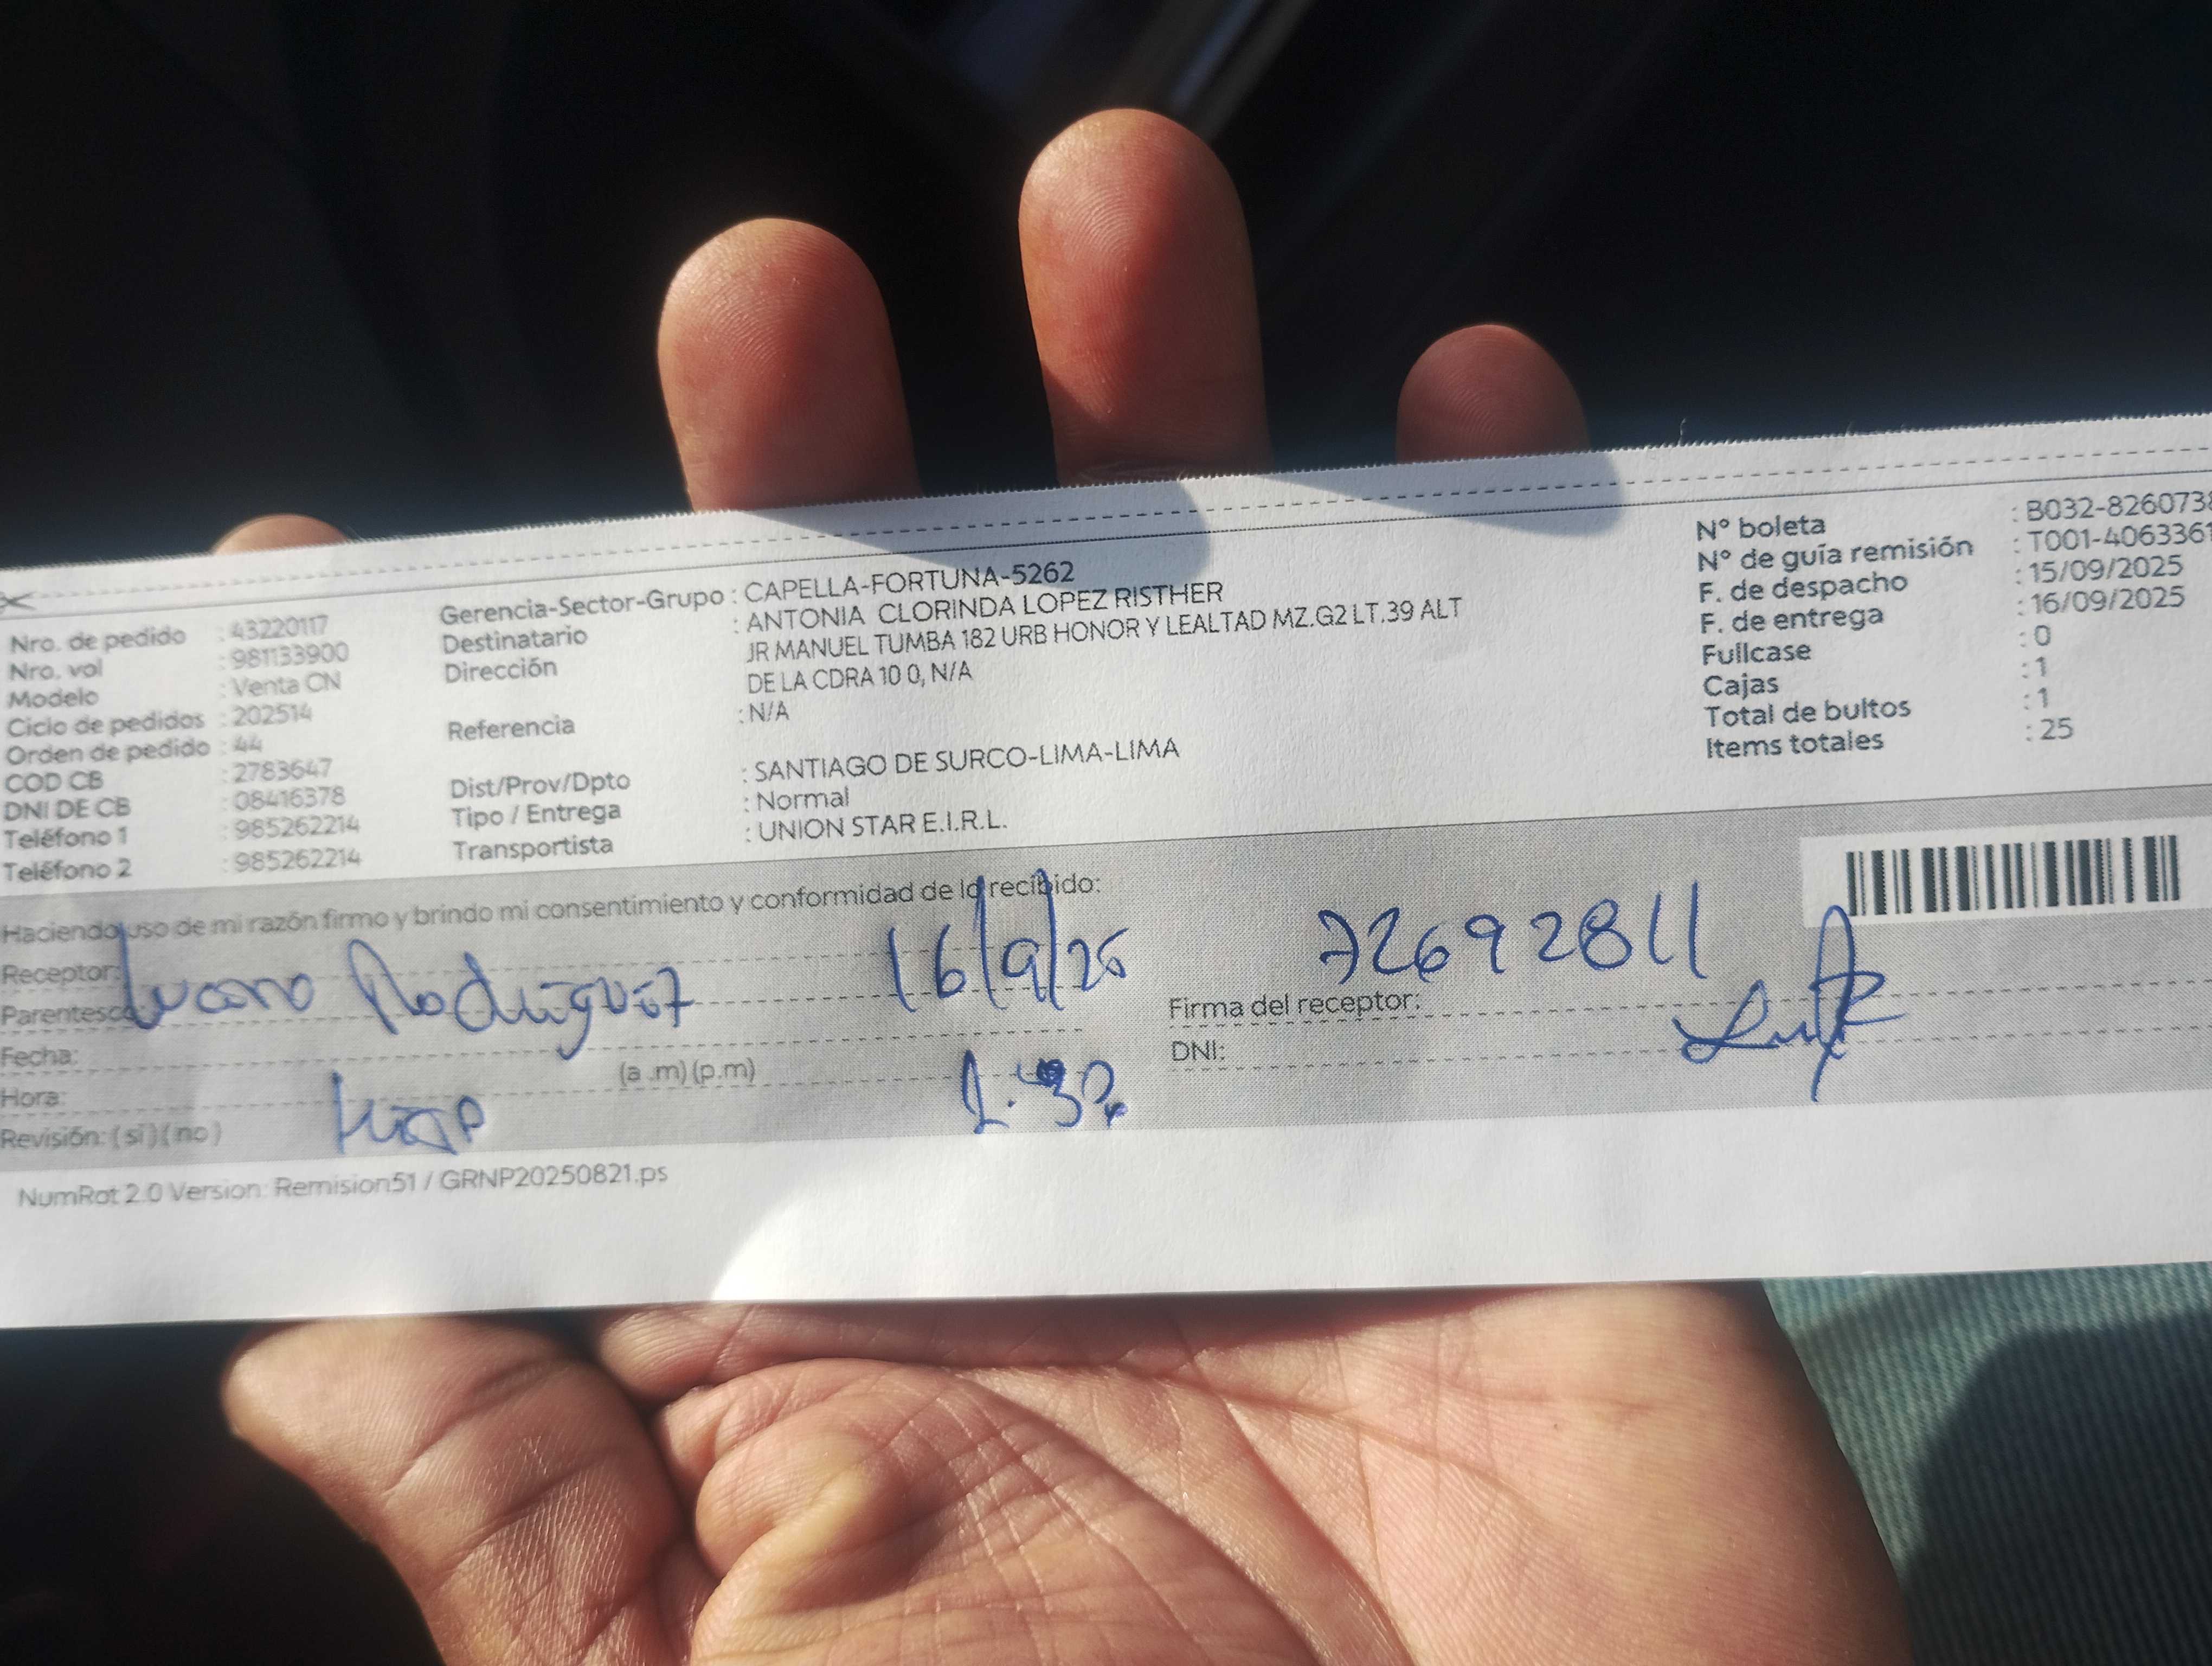 Nro. de pedido : 43220117
Nro. vol : 981133900
Modelo : Venta CN
Ciclo de pedidos : 202514
Orden de pedido : 44
COD CB : 2783647
DNI DE CB : 08416378
Teléfono 1 : 985262214
Teléfono 2 : 985262214
Gerencia-Sector-Grupo : CAPELLA-FORTUNA-5262
Destinatario : ANTONIA CLORINDA LOPEZ RISTHER
Dirección JR MANUEL TUMBA 182 URB HONOR Y LEALTAD MZ.G2 LT.39 ALT
DE LA CDRA 10 0, N/A
Referencia : N/A
Dist/Prov/Dpto : SANTIAGO DE SURCO-LIMA-LIMA
Tipo / Entrega : Normal
Transportista : UNION STAR E.I.R.L.
N° boleta : B032-8260738
N° de guía remisión : T001-4063361
F. de despacho : 15/09/2025
F. de entrega : 16/09/2025
Fullcase : 0
Cajas : 1
Total de bultos : 1
Items totales : 25
Haciendo uso de mi razón firmo y brindo mi consentimiento y conformidad de lo recibido:
Receptor: Rodriguez 16/9/25 72692811
Parentesco
Firma del receptor:
Fecha:
DNI:
Hora: (a .m) (p.m)
Revisión: ( si ) ( no )
NumRot 2.0 Version: Remision51 / GRNP20250821.ps